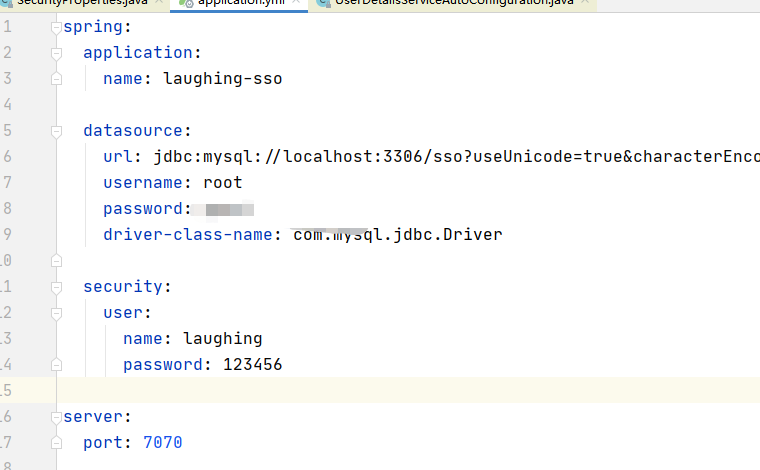 SecurityProperties.java application.yml UserDetailsServiceAutoConfiguration.java
1 spring:
2 application:
3 name: laughing-sso
4
5 datasource:
6 url: jdbc:mysql://localhost:3306/sso?useUnicode=true&characterEnco
7 username: root
8 password:
9 driver-class-name: com.mysql.jdbc.Driver
10
11 security:
12 user:
13 name: laughing
14 password: 123456
15
16 server:
17 port: 7070
18